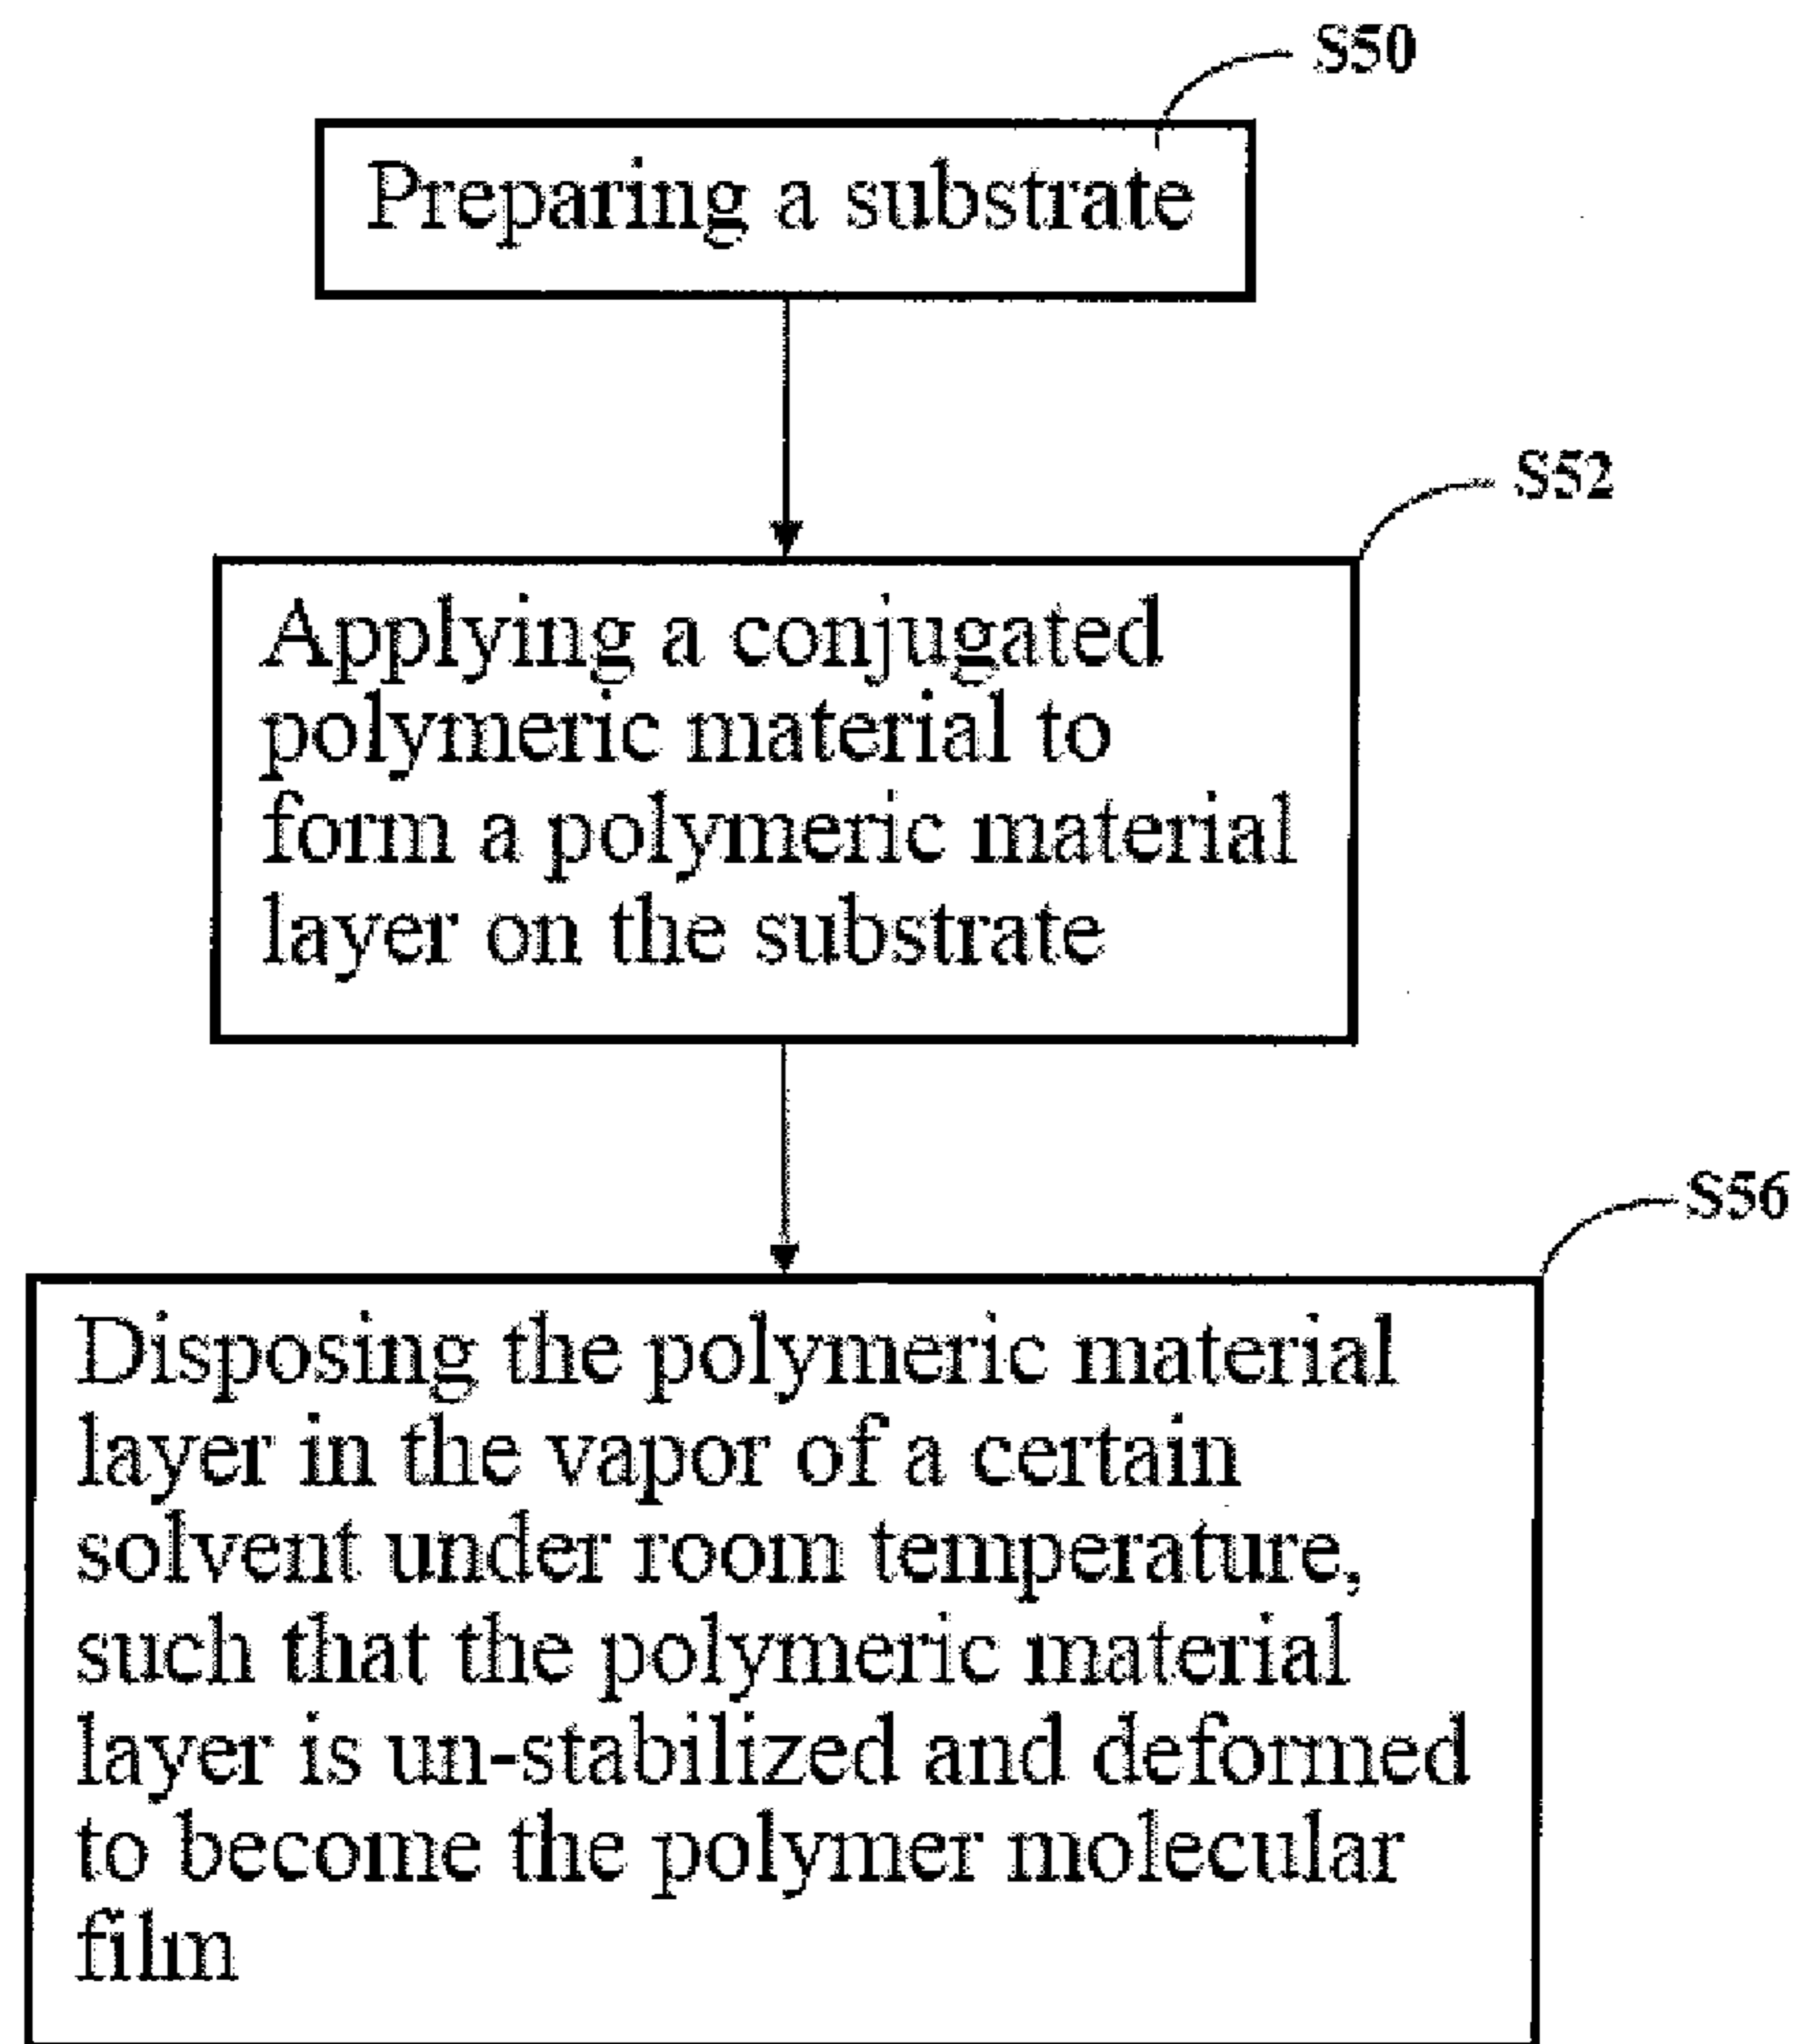 S50
Preparing a substrate
S52
Applying a conjugated
polymeric material to
form a polymeric material
layer on the substrate
S56
Disposing the polymeric material
layer in the vapor of a certain
solvent under room temperature,
such that the polymeric material
layer is un-stabilized and deformed
to become the polymer molecular
film